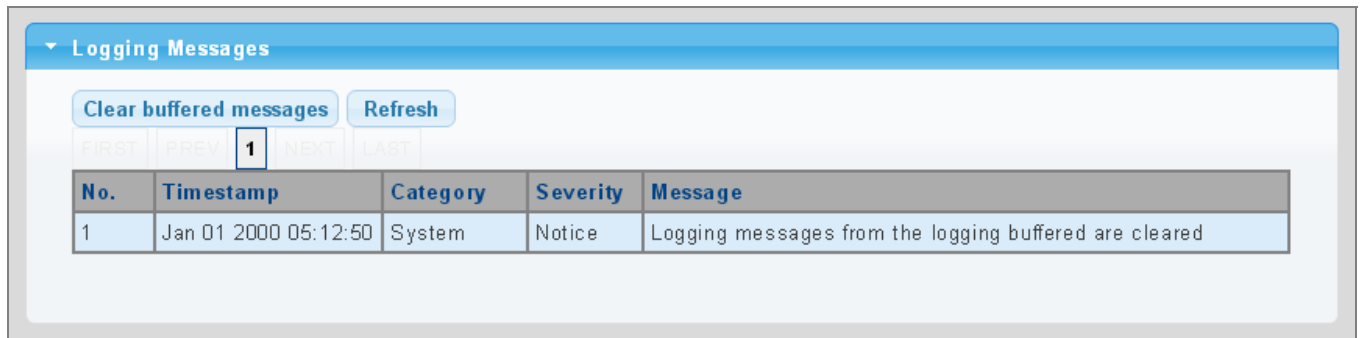 Logging Messages
Clear buffered messages Refresh
FIRST PREV 1 NEXT LAST
No. Timestamp Category Severity Message
1 Jan 01 2000 05:12:50 System Notice Logging messages from the logging buffered are cleared